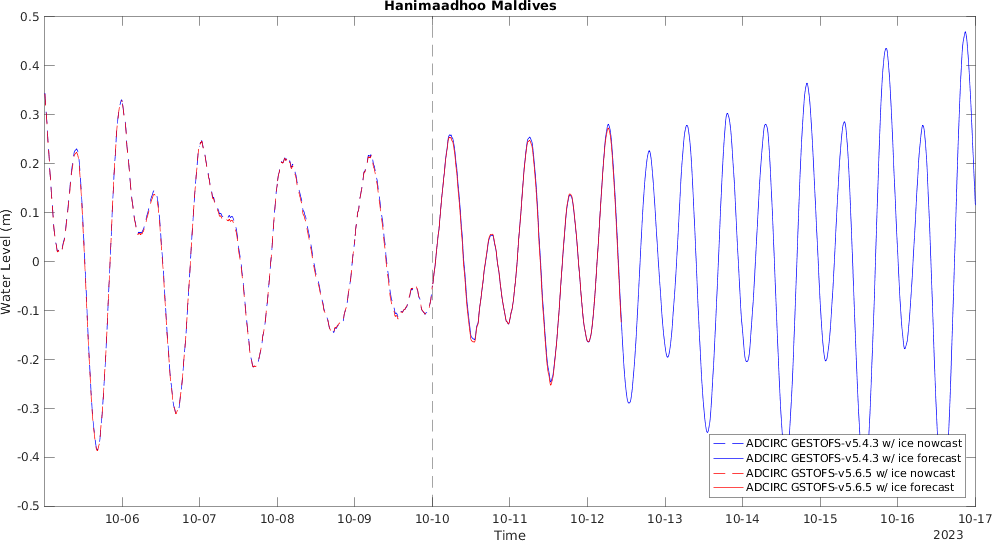 Hanimaadhoo Maldives
0.5
0.4
0.3
0.2
0.1
0
-0.1
-0.2
-0.3
-0.4
-0.5
Water Level (m)
ADCIRC GESTOFS-v5.4.3 w/ ice nowcast
ADCIRC GESTOFS-v5.4.3 w/ ice forecast
ADCIRC GSTOFS-v5.6.5 w/ ice nowcast
ADCIRC GSTOFS-v5.6.5 w/ ice forecast
10-06 10-07 10-08 10-09 10-10 10-11 10-12 10-13 10-14 10-15 10-16 10-17
Time
2023